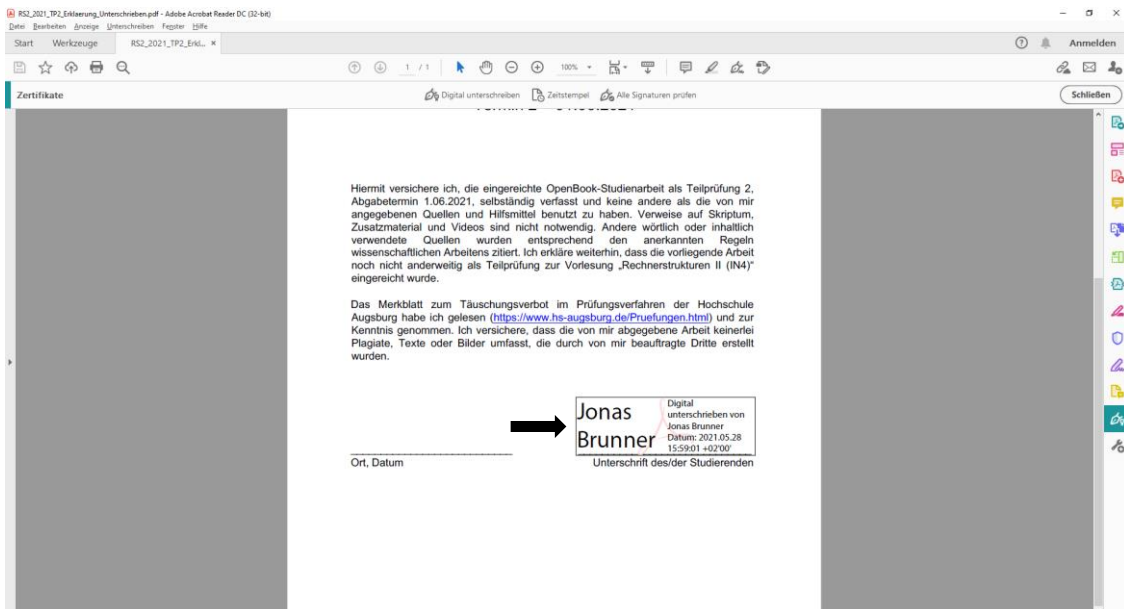 RS2_2021_TP2_Erklaerung_Unterschrieben.pdf - Adobe Acrobat Reader DC (32-bit)
Datei Bearbeiten Anzeige Unterschreiben Fenster Hilfe
Start Werkzeuge RS2_2021_TP2_Erkl... × Anmelden
1 / 1 100%
Zertifikate Digital unterschreiben Zeitstempel Alle Signaturen prüfen Schließen
Hiermit versichere ich, die eingereichte OpenBook-Studienarbeit als Teilprüfung 2,
Abgabetermin 1.06.2021, selbständig verfasst und keine andere als die von mir
angegebenen Quellen und Hilfsmittel benutzt zu haben. Verweise auf Skriptum,
Zusatzmaterial und Videos sind nicht notwendig. Andere wörtlich oder inhaltlich
verwendete Quellen wurden entsprechend den anerkannten Regeln
wissenschaftlichen Arbeitens zitiert. Ich erkläre weiterhin, dass die vorliegende Arbeit
noch nicht anderweitig als Teilprüfung zur Vorlesung „Rechnerstrukturen II (IN4)“
eingereicht wurde.
Das Merkblatt zum Täuschungsverbot im Prüfungsverfahren der Hochschule
Augsburg habe ich gelesen (https://www.hs-augsburg.de/Pruefungen.html) und zur
Kenntnis genommen. Ich versichere, dass die von mir abgegebene Arbeit keinerlei
Plagiate, Texte oder Bilder umfasst, die durch von mir beauftragte Dritte erstellt
wurden.
Jonas
Brunner
Digital
unterschrieben von
Jonas Brunner
Datum: 2021.05.28
15:59:01 +02'00'
Ort, Datum Unterschrift des/der Studierenden